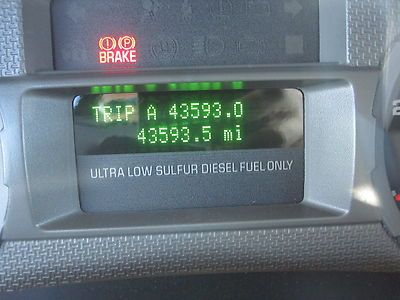 BRAKE
TRIP A 43593.0
43593.5 mi
ULTRA LOW SULFUR DIESEL FUEL ONLY